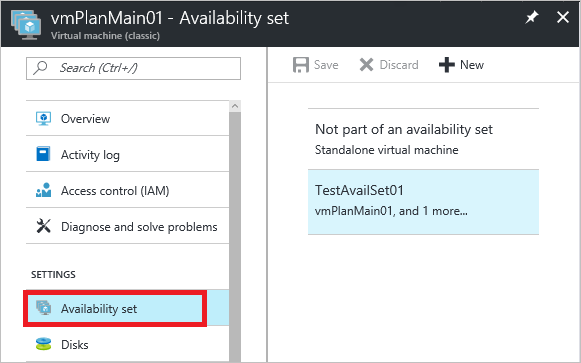 vmPlanMain01 - Availability set
Virtual machine (classic)
Search (Ctrl+/)
Overview
Activity log
Access control (IAM)
Diagnose and solve problems
SETTINGS
Availability set
Disks
Save Discard New
Not part of an availability set
Standalone virtual machine
TestAvailSet01
vmPlanMain01, and 1 more...